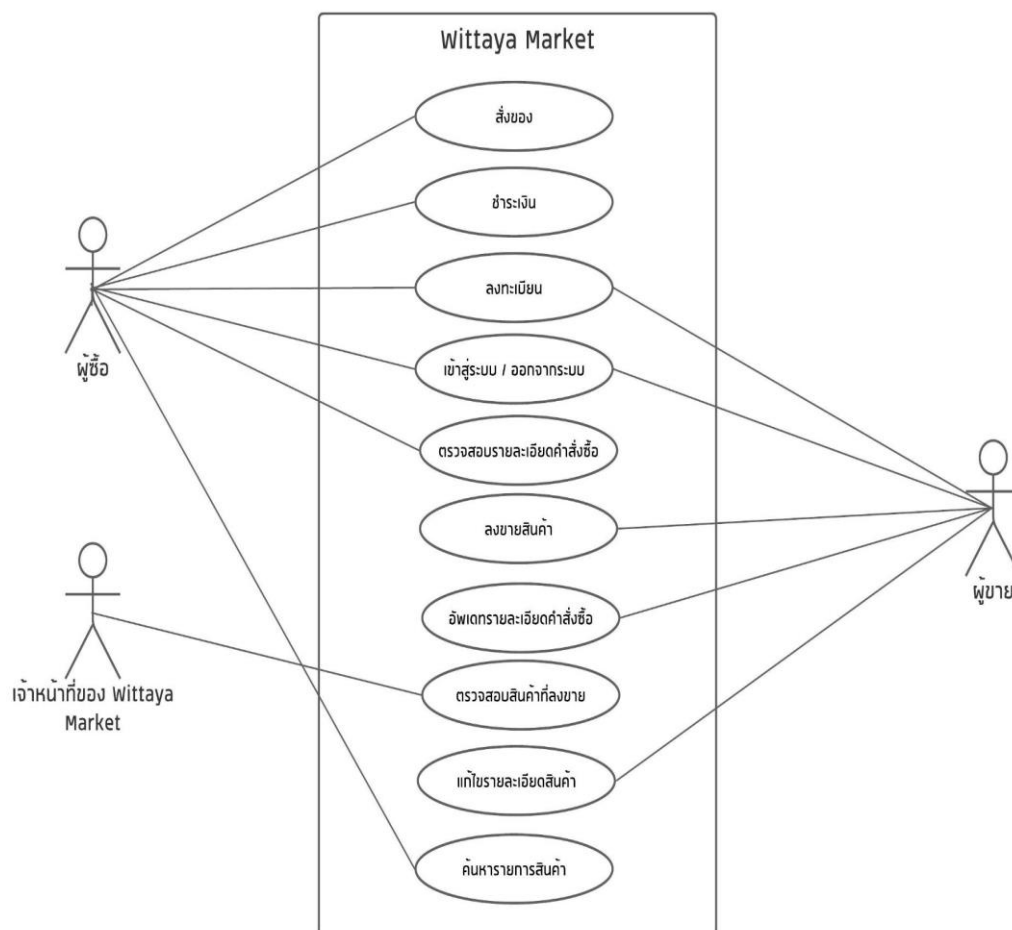 Wittaya Market
สั่งของ
ชำระเงิน
ลงทะเบียน
ผู้ซื้อ
เข้าสู่ระบบ / ออกจากระบบ
ตรวจสอบรายละเอียดคำสั่งซื้อ
ลงขายสินค้า
ผู้ขาย
อัพเดทรายละเอียดคำสั่งซื้อ
เจ้าหน้าที่ของ Wittaya
Market
ตรวจสอบสินค้าที่ลงขาย
แก้ไขรายละเอียดสินค้า
ค้นหารายการสินค้า